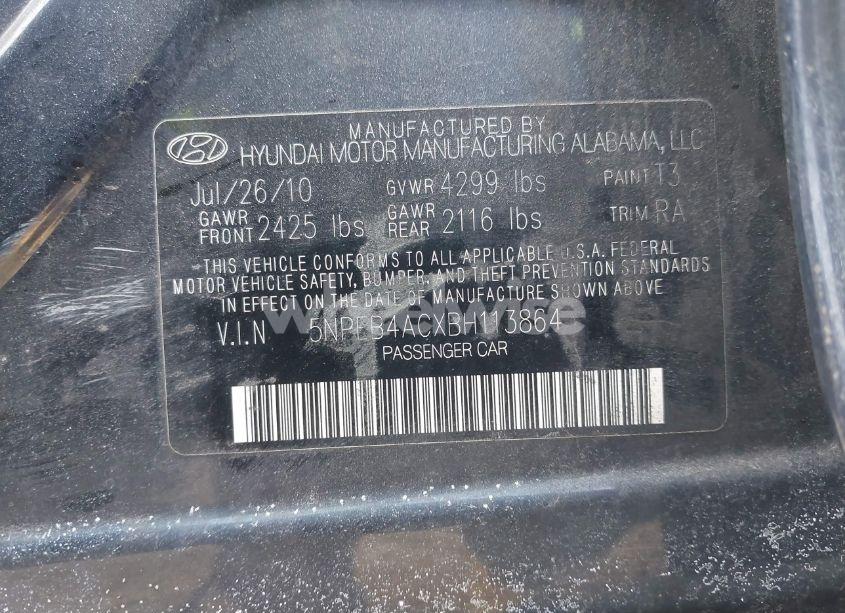 MANUFACTURED BY
HYUNDAI MOTOR MANUFACTURING ALABAMA, LLC
Jul/26/10 GVWR 4299 lbs PAINT T3
GAWR FRONT 2425 lbs GAWR REAR 2116 lbs TRIM RA
THIS VEHICLE CONFORMS TO ALL APPLICABLE U.S.A. FEDERAL
MOTOR VEHICLE SAFETY, BUMPER, AND THEFT PREVENTION STANDARDS
IN EFFECT ON THE DATE OF MANUFACTURE SHOWN ABOVE
V.I.N 5NPEB4ACXBH113864
PASSENGER CAR